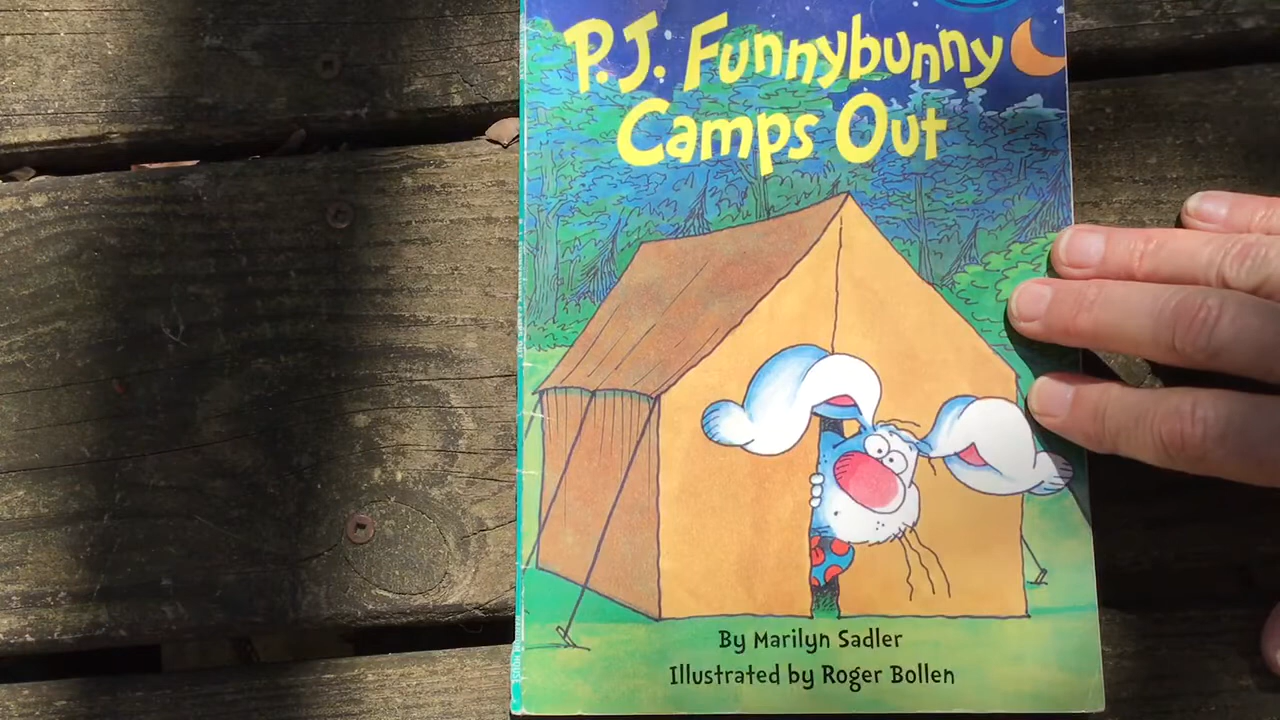 P.J. Funnybunny
Camps Out
By Marilyn Sadler
Illustrated by Roger Bollen